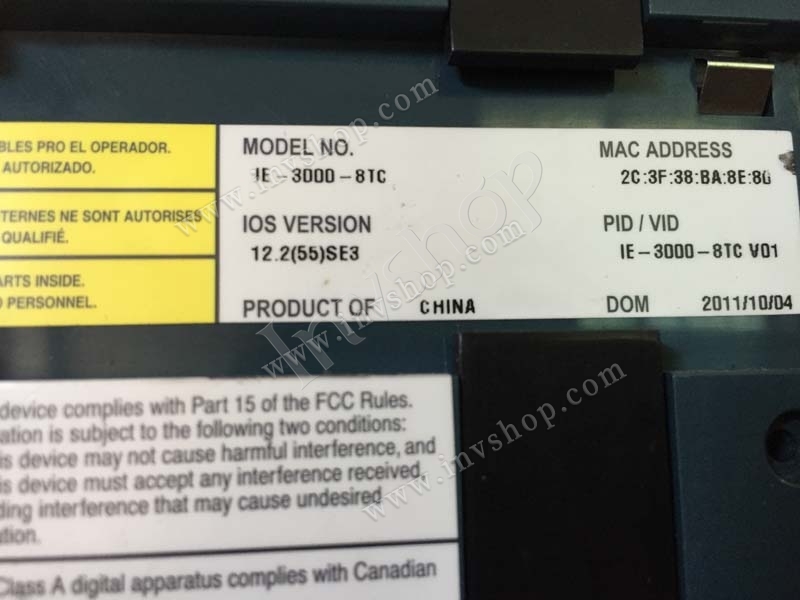 BLES PRO EL OPERADOR.
AUTORIZADO.
TERNES NE SONT AUTORISES
QUALIFIÉ.
ARTS INSIDE.
PERSONNEL.
MODEL NO.
IE-3000-8TC
MAC ADDRESS
2C:3F:38:BA:8E:80
IOS VERSION
12.2(55)SE3
PID / VID
IE-3000-8TC V01
PRODUCT OF CHINA
DOM 2011/10/04
device complies with Part 15 of the FCC Rules.
ation is subject to the following two conditions:
is device may not cause harmful interference, and
is device must accept any interference received,
ding interference that may cause undesired
ation.
Class A digital apparatus complies with Canadian
www.invshop.com
www.invshop.com
invshop
www.invshop.com